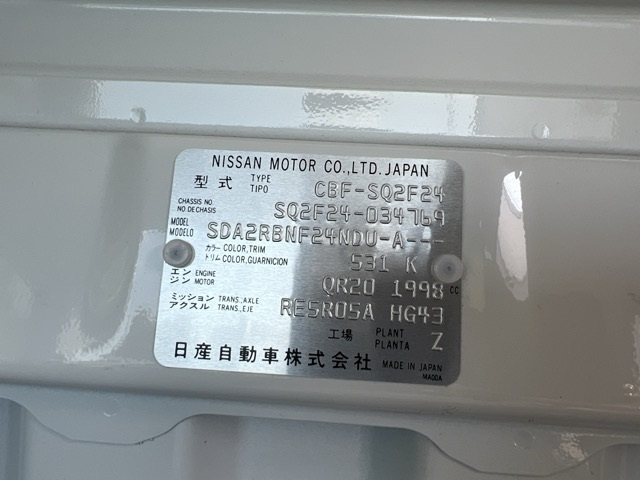 NISSAN MOTOR CO.,LTD.JAPAN
型式 TYPE TIPO CBF-SQ2F24
CHASSIS NO NO DE CHASIS SQ2F24-034769
MODEL MODELO SDA2RBNF24NDU-A---
カラー COLOR,TRIM
トリム COLOR,GUARNICION 531 K
エンジン ENGINE MOTOR QR20 1998 CC
ミッション TRANS,AXLE
アクスル TRANS,EJE RE5R05A HG43
工場 PLANT PLANTA Z
日産自動車株式会社 MADE IN JAPAN